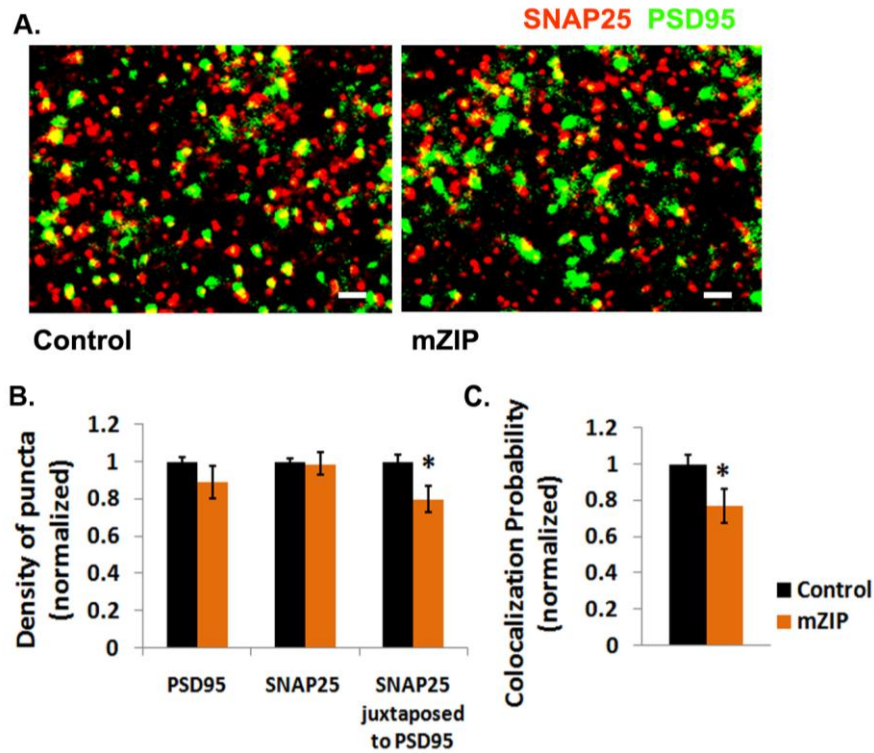 A.
SNAP25 PSD95
Control
mZIP
B.
Density of puncta
(normalized)
1.2
1
0.8
0.6
0.4
0.2
0
PSD95
SNAP25
SNAP25
juxtaposed
to PSD95
*
C.
Colocalization Probability
(normalized)
1.2
1
0.8
0.6
0.4
0.2
0
*
Control
mZIP